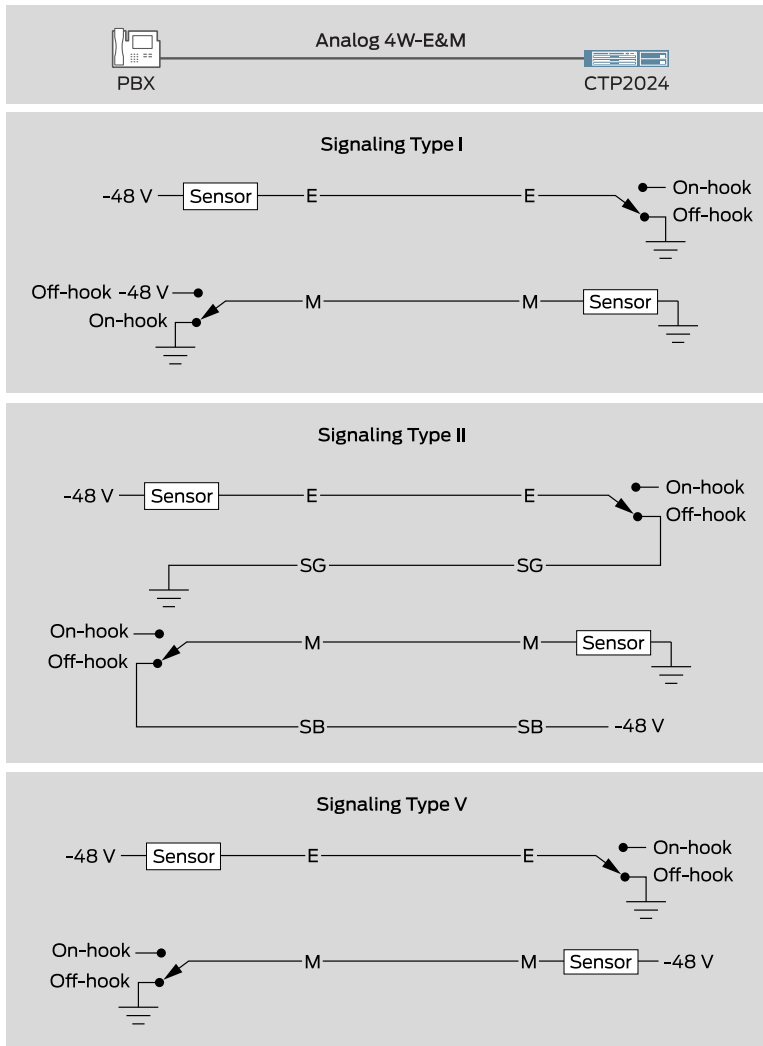 Analog 4W-E&M
PBX
CTP2024
Signaling Type I
-48 V Sensor E E On-hook
Off-hook
Off-hook -48 V M M Sensor
On-hook
Signaling Type II
-48 V Sensor E E On-hook
Off-hook
SG SG
On-hook M M Sensor
Off-hook
SB SB -48 V
Signaling Type V
-48 V Sensor E E On-hook
Off-hook
On-hook M M Sensor -48 V
Off-hook